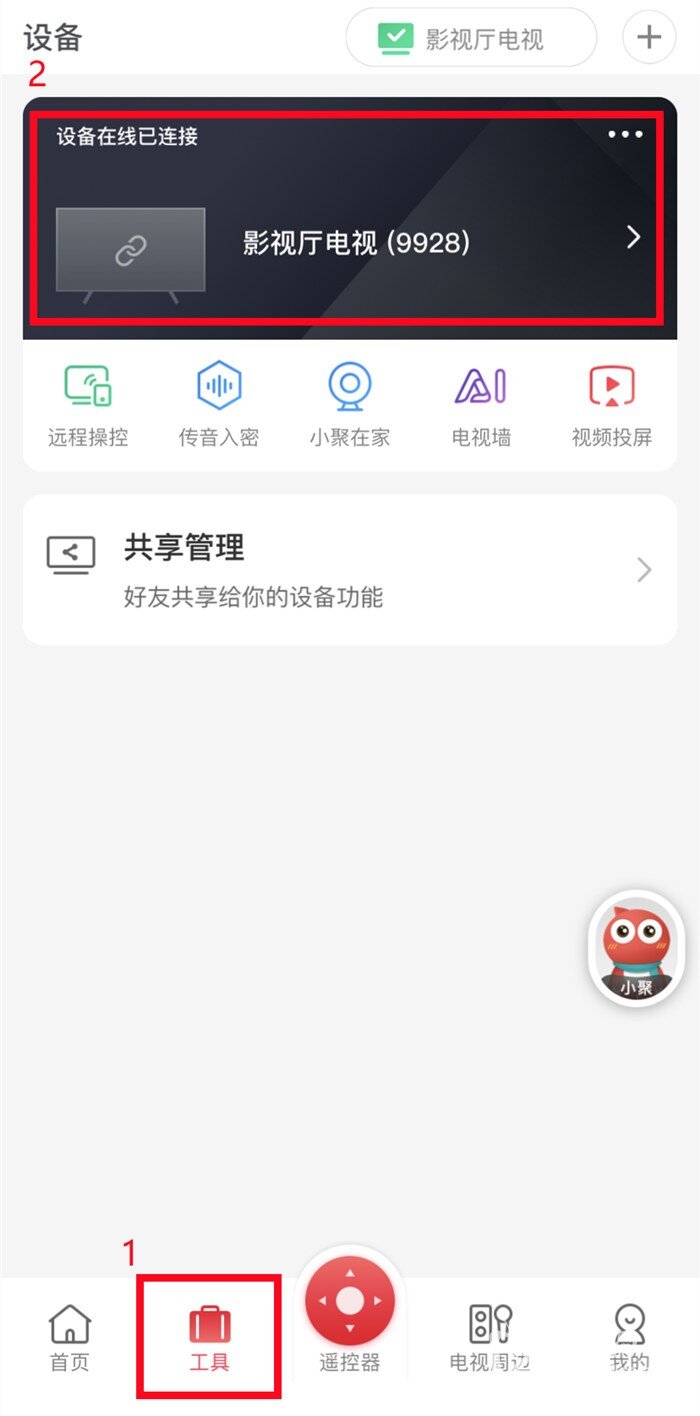 设备
影视厅电视
2
设备在线已连接
影视厅电视 (9928)
远程操控
传音入密
小聚在家
AI
电视墙
视频投屏
共享管理
好友共享给你的设备功能
小聚
1
首页
工具
遥控器
电视周边
我的